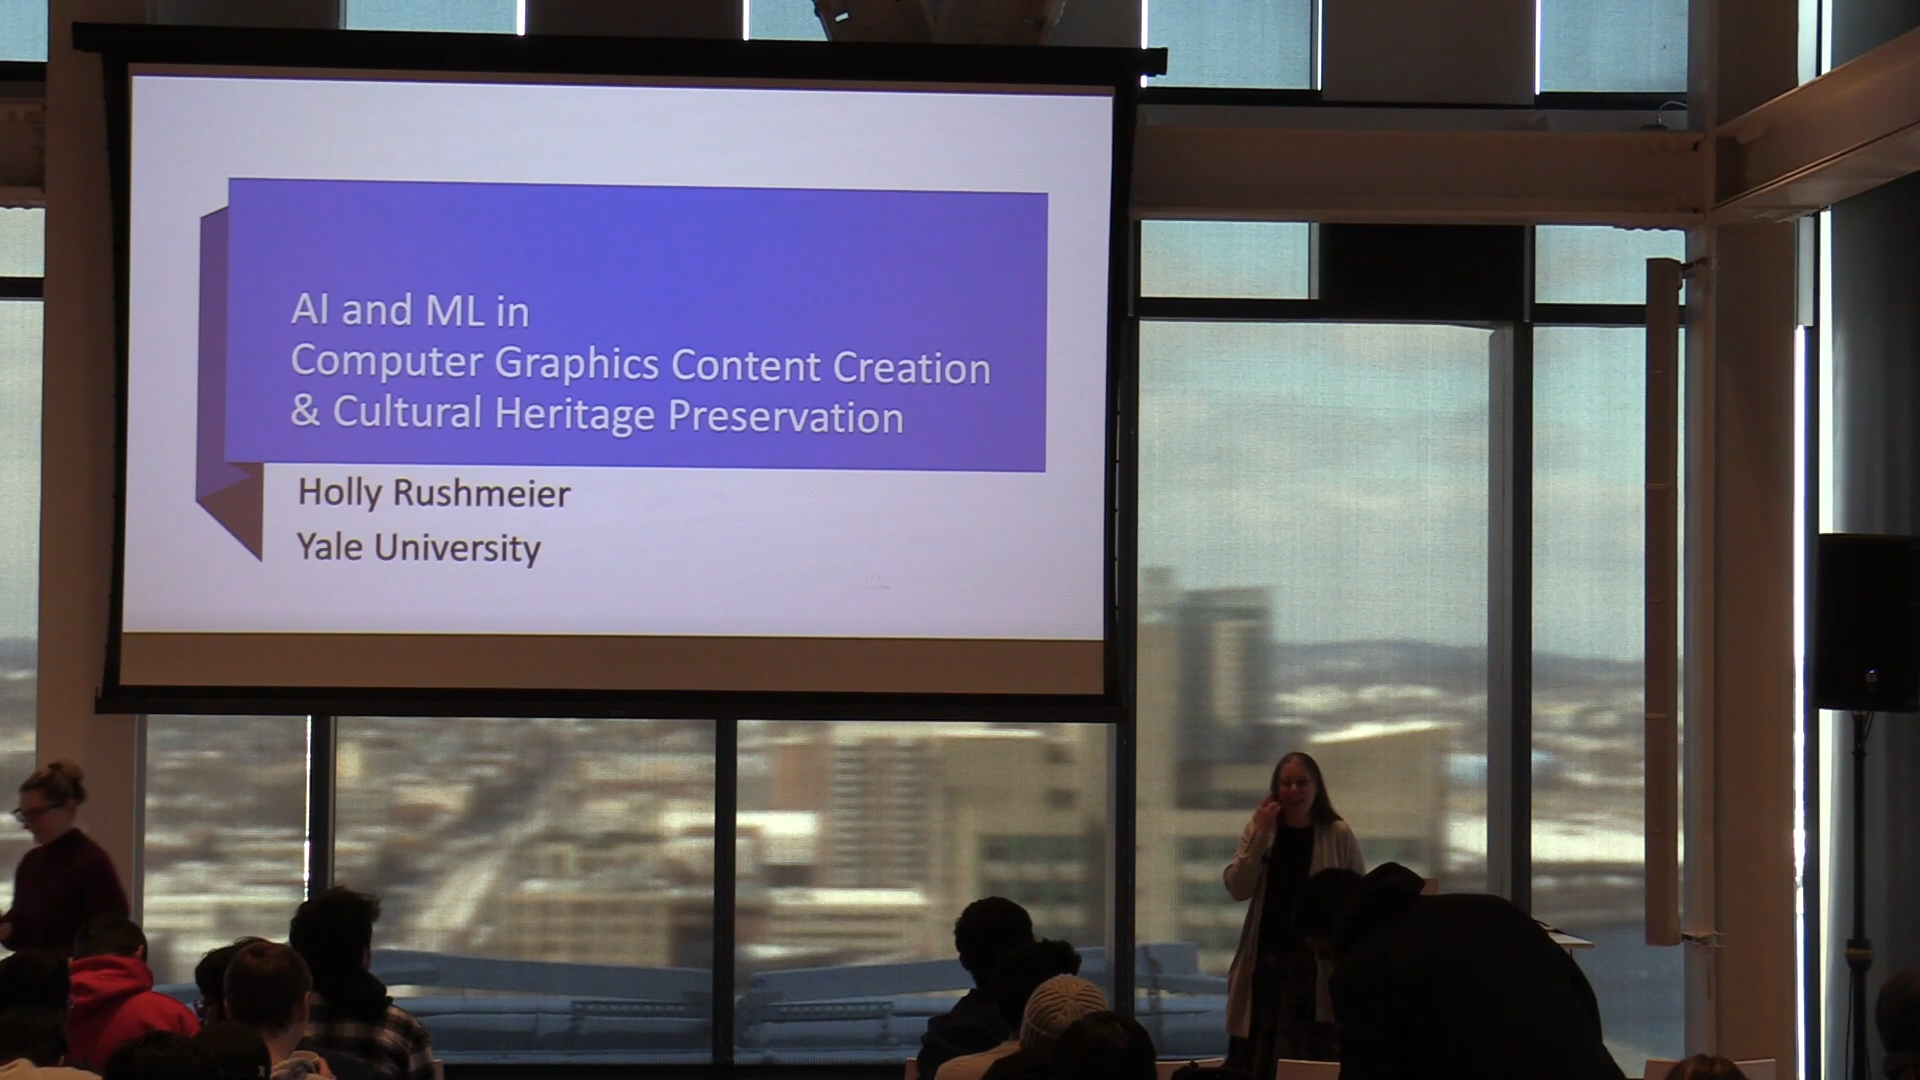 AI and ML in
Computer Graphics Content Creation
& Cultural Heritage Preservation
Holly Rushmeier
Yale University